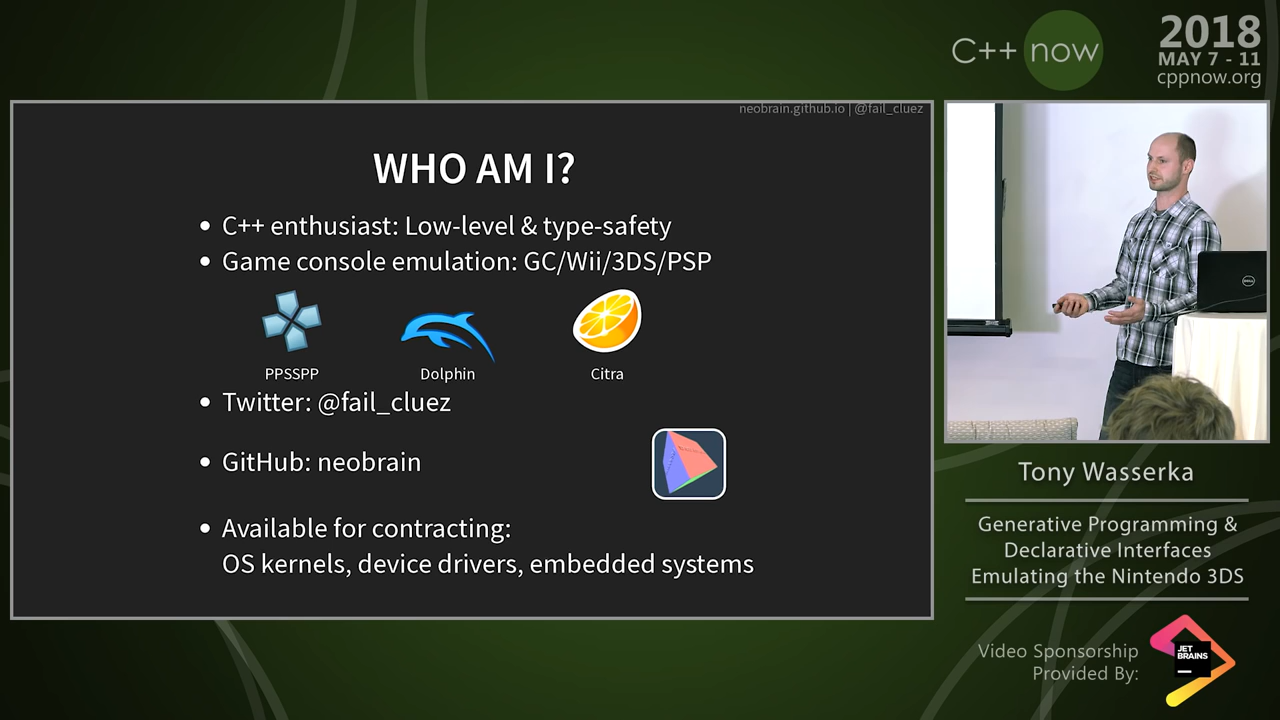 C++ now
2018
MAY 7 - 11
cppnow.org
neobrain.github.io | @fail_cluez
WHO AM I?
• C++ enthusiast: Low-level & type-safety
• Game console emulation: GC/Wii/3DS/PSP
PPSSPP
Dolphin
Citra
• Twitter: @fail_cluez
• GitHub: neobrain
• Available for contracting:
OS kernels, device drivers, embedded systems
DELL
Tony Wasserka
Generative Programming &
Declarative Interfaces
Emulating the Nintendo 3DS
Video Sponsorship
Provided By:
JET
BRAINS